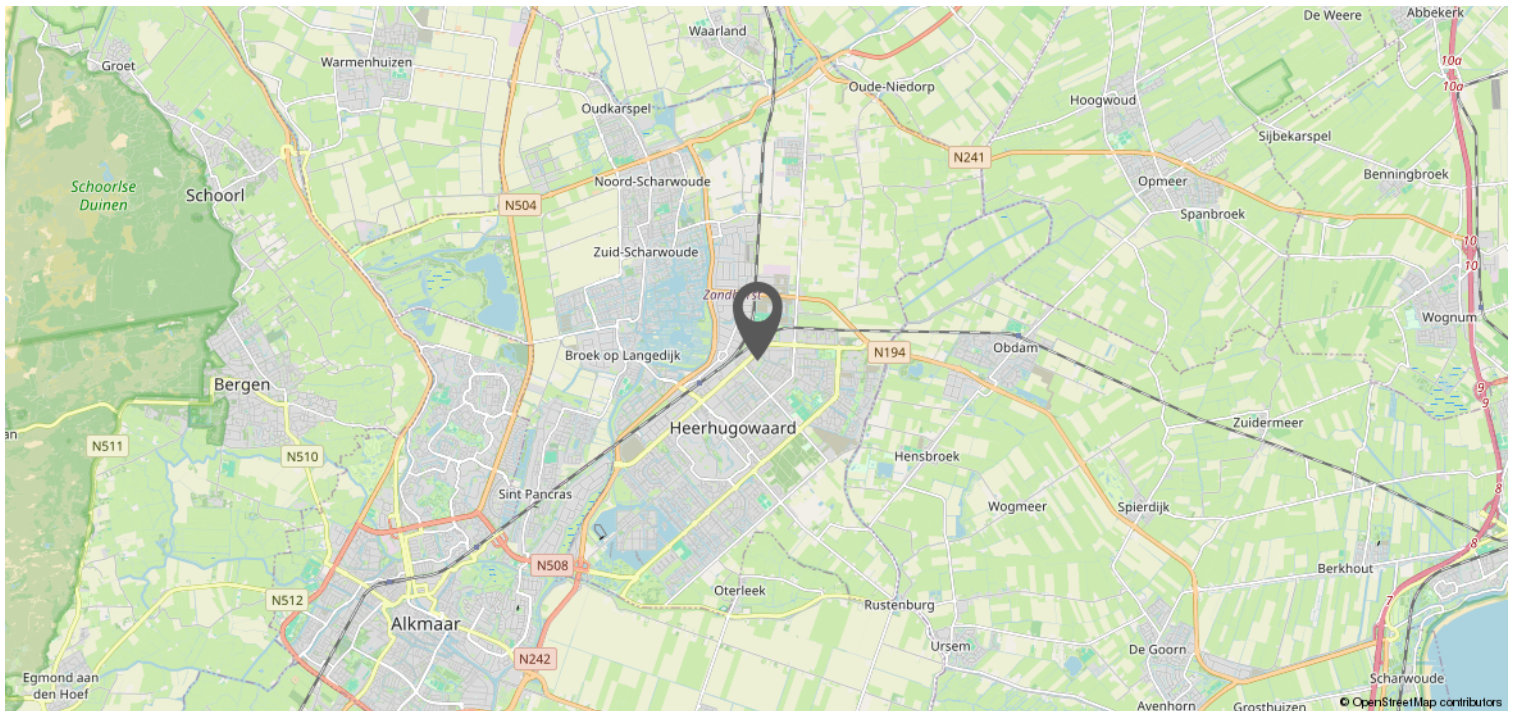 De Weere
Abbekerk
Waarland
Groet
Warmenhuizen
10a
10a
Oude-Niedorp
Hoogwoud
Oudkarspel
Sijbekarspel
N241
Benningbroek
Noord-Scharwoude
Opmeer
Schoorlse
Duinen
Schoorl
N504
Spanbroek
10
Zuid-Scharwoude
10
Wognum
Broek op Langedijk
N194
Obdam
Bergen
9
9
Zuidermeer
Heerhugowaard
N511
N510
Hensbroek
8
Sint Pancras
Wogmeer
Spierdijk
8
N508
Berkhout
Oterleek
N512
Rustenburg
7
Alkmaar
Ursem
De Goorn
N242
Egmond aan
den Hoef
Scharwoude
Avenhorn
Grosthuizen
© OpenStreetMap contributors